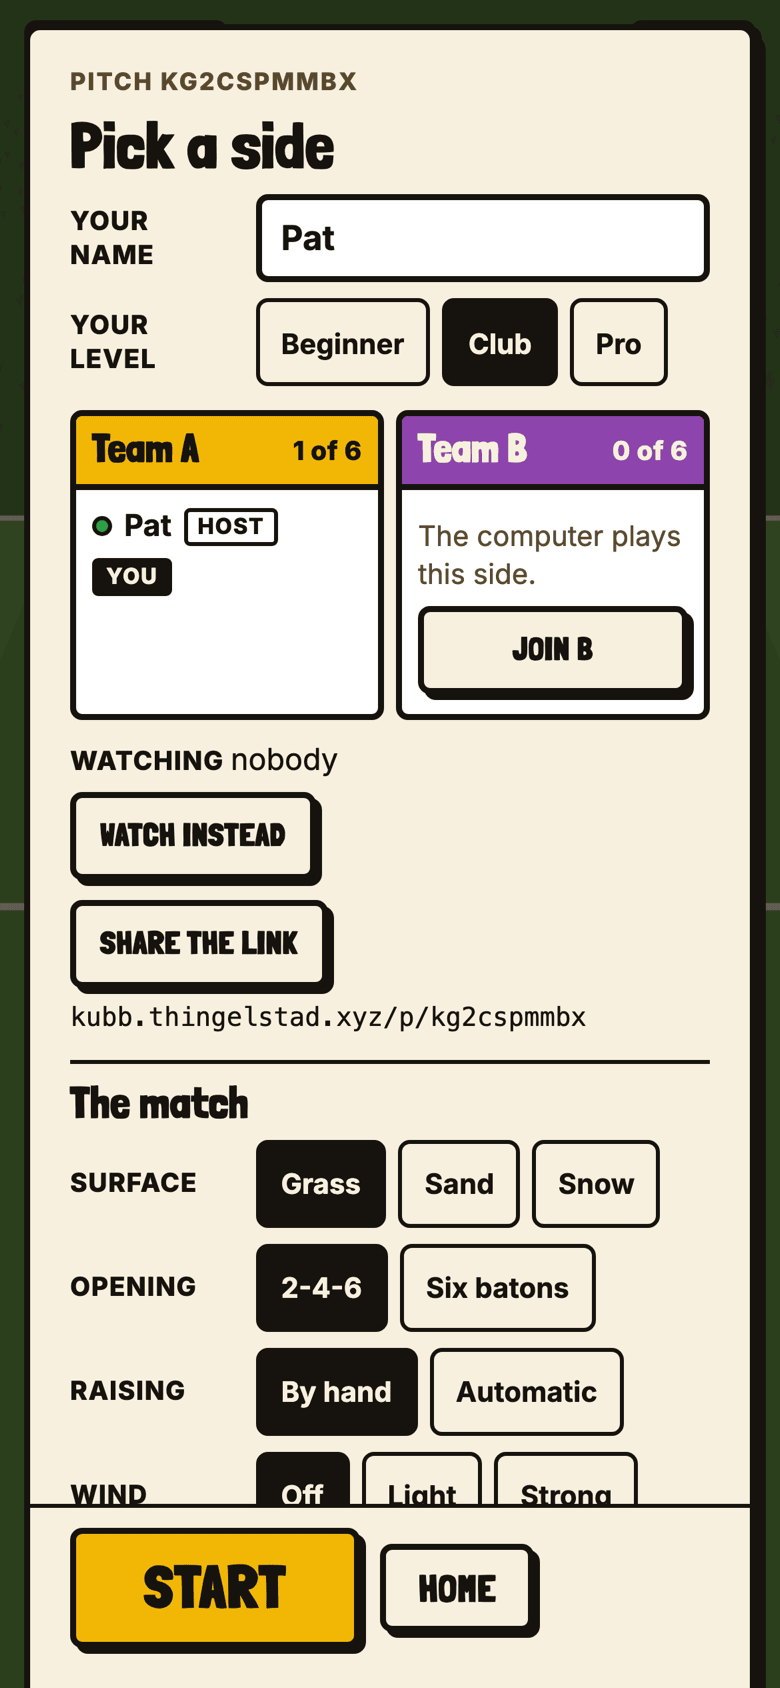 PITCH KG2CSPMMBX
Pick a side
YOUR
NAME
Pat
YOUR
LEVEL
Beginner
Club
Pro
Team A
1 of 6
Team B
0 of 6
Pat
HOST
YOU
The computer plays
this side.
JOIN B
WATCHING nobody
WATCH INSTEAD
SHARE THE LINK
kubb.thingelstad.xyz/p/kg2cspmmbx
The match
SURFACE
Grass
Sand
Snow
OPENING
2-4-6
Six batons
RAISING
By hand
Automatic
WIND
Off
Light
Strong
START
HOME